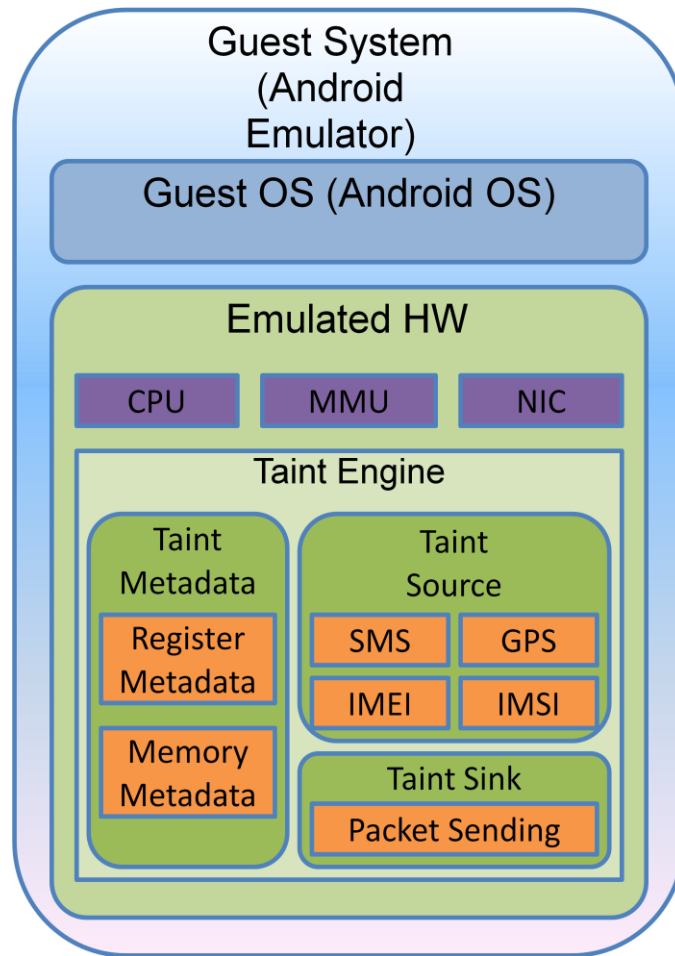 Guest System
(Android
Emulator)
Guest OS (Android OS)
Emulated HW
CPU
MMU
NIC
Taint Engine
Taint
Metadata
Register
Metadata
Memory
Metadata
Taint
Source
SMS
GPS
IMEI
IMSI
Taint Sink
Packet Sending